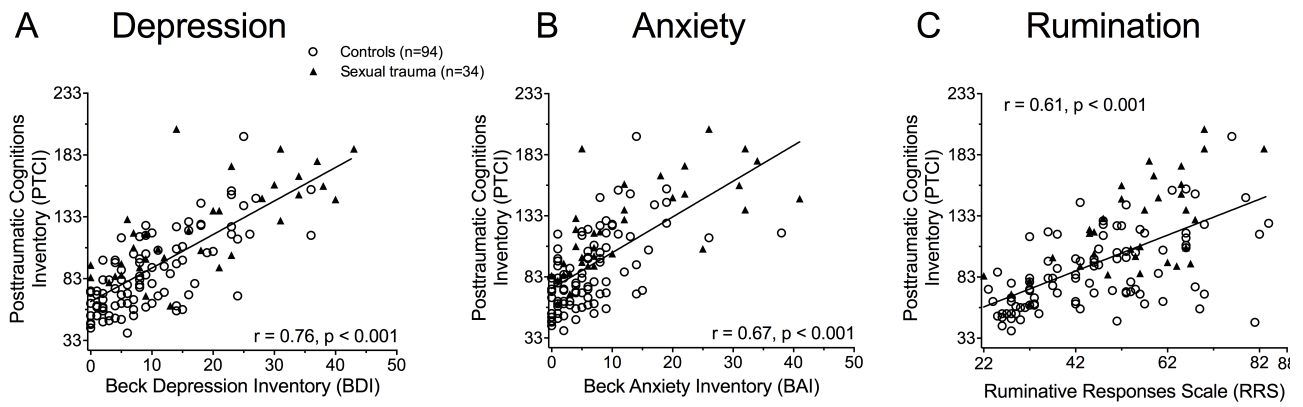 A Depression
Controls (n=94)
Sexual trauma (n=34)
Posttraumatic Cognitions
Inventory (PTCI)
233
183
133
83
33
r = 0.76, p < 0.001
0 10 20 30 40 50
Beck Depression Inventory (BDI)
B Anxiety
Posttraumatic Cognitions
Inventory (PTCI)
233
183
133
83
33
r = 0.67, p < 0.001
0 10 20 30 40 50
Beck Anxiety Inventory (BAI)
C Rumination
Posttraumatic Cognitions
Inventory (PTCI)
233
183
133
83
33
r = 0.61, p < 0.001
22 42 62 82 88
Ruminative Responses Scale (RRS)